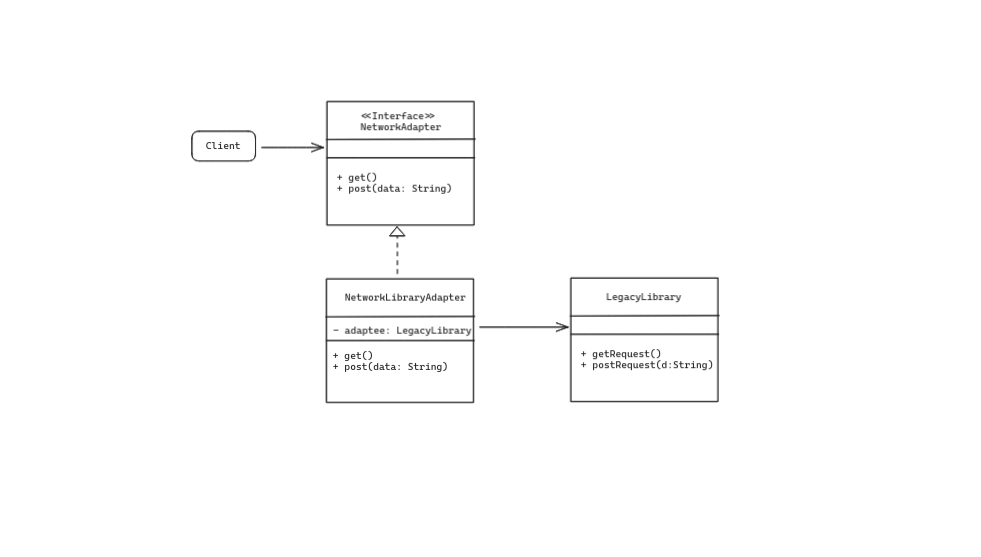 <<Interface>>
NetworkAdapter
Client
+ get()
+ post(data: String)
NetworkLibraryAdapter
- adaptee: LegacyLibrary
+ get()
+ post(data: String)
LegacyLibrary
+ getRequest()
+ postRequest(d:String)